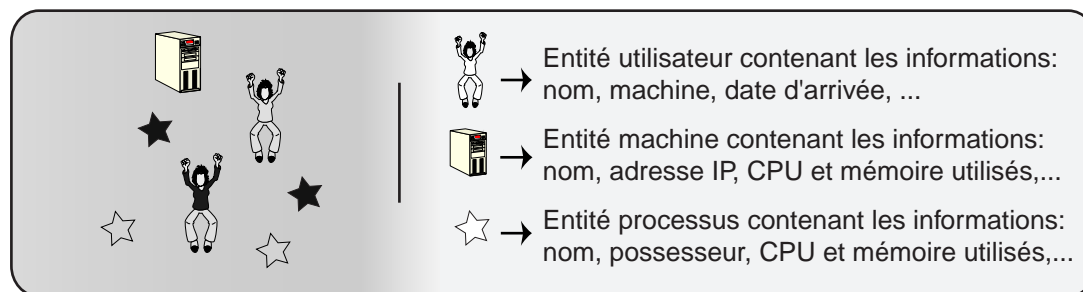 Entité utilisateur contenant les informations:
nom, machine, date d'arrivée, ...
Entité machine contenant les informations:
nom, adresse IP, CPU et mémoire utilisés,...
Entité processus contenant les informations:
nom, possesseur, CPU et mémoire utilisés,...